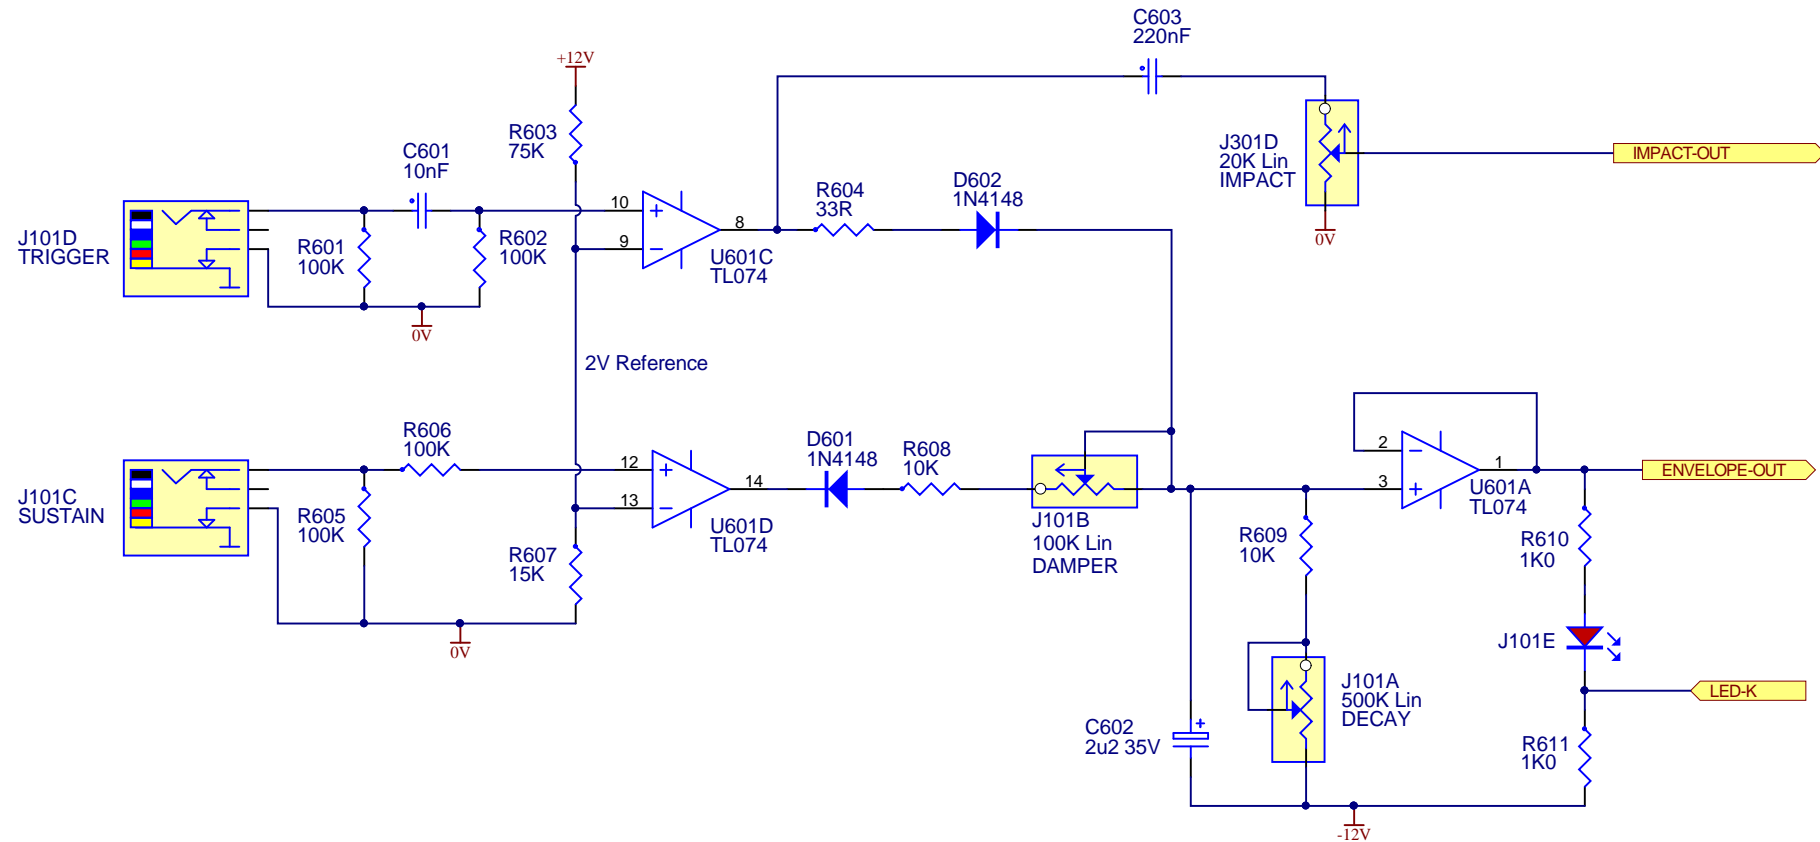 C603
220nF
+12V
R603
75K
C601
10nF
J301D
20K Lin
IMPACT
IMPACT-OUT
R604
33R
D602
1N4148
0V
J101D
TRIGGER
R601
100K
R602
100K
10
9
8
U601C
TL074
0V
2V Reference
R606
100K
J101C
SUSTAIN
R605
100K
12
13
14
U601D
TL074
D601
1N4148
R608
10K
R607
15K
0V
J101B
100K Lin
DAMPER
2
3
1
U601A
TL074
ENVELOPE-OUT
R609
10K
R610
1K0
J101E
J101A
500K Lin
DECAY
LED-K
C602
2u2 35V
R611
1K0
-12V